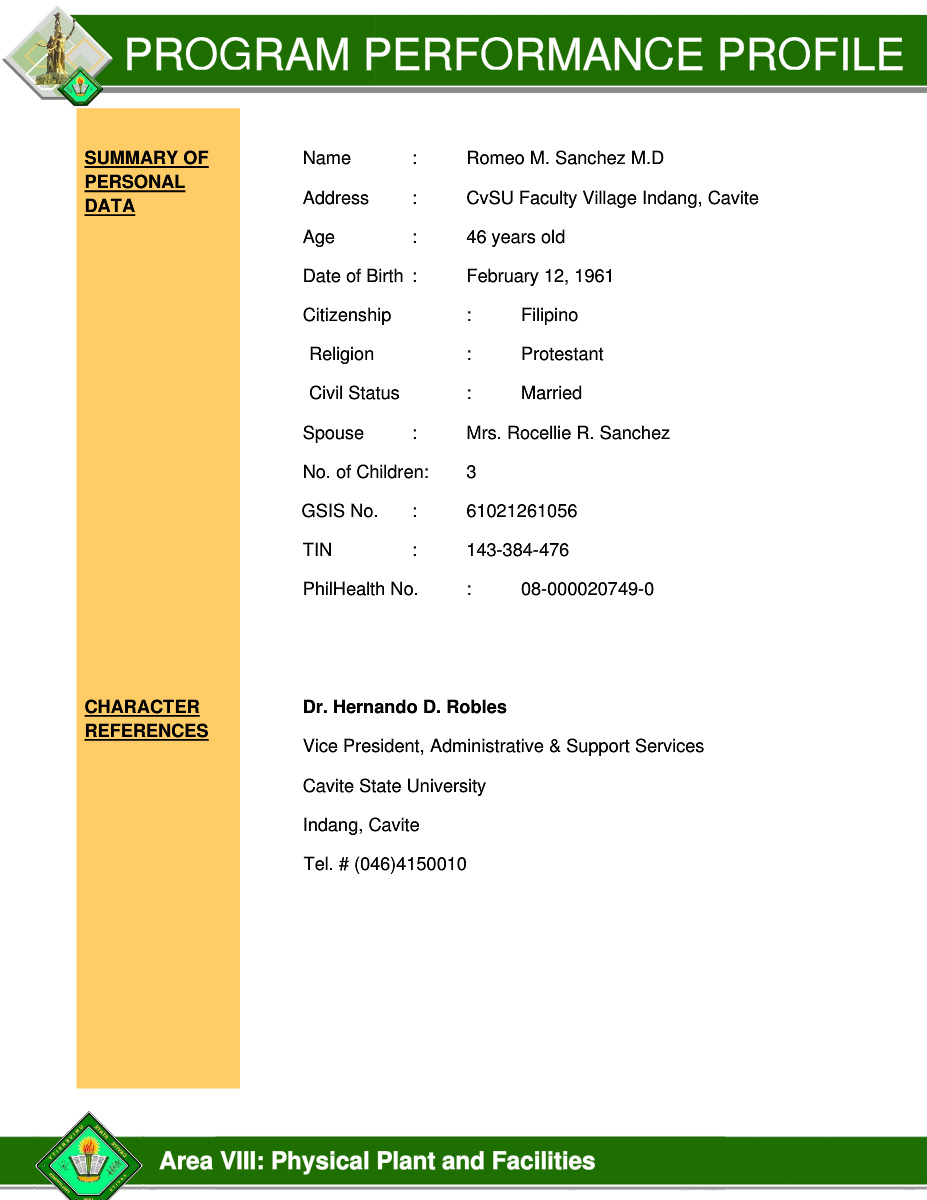 PROGRAM PERFORMANCE PROFILE
SUMMARY OF
PERSONAL
DATA
Name : Romeo M. Sanchez M.D
Address : CvSU Faculty Village Indang, Cavite
Age : 46 years old
Date of Birth : February 12, 1961
Citizenship : Filipino
Religion : Protestant
Civil Status : Married
Spouse : Mrs. Rocellie R. Sanchez
No. of Children: 3
GSIS No. : 61021261056
TIN : 143-384-476
PhilHealth No. : 08-000020749-0
CHARACTER
REFERENCES
Dr. Hernando D. Robles
Vice President, Administrative & Support Services
Cavite State University
Indang, Cavite
Tel. # (046)4150010
Area VIII: Physical Plant and Facilities